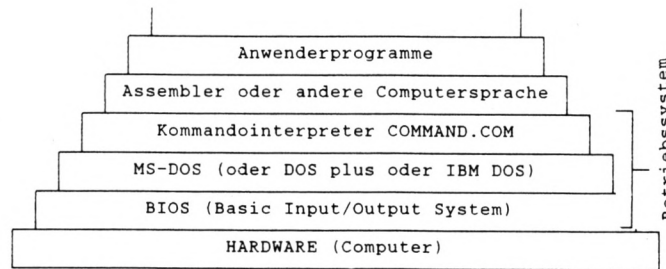 Anwenderprogramme
Assembler oder andere Computersprache
Kommandointerpreter COMMAND.COM
MS-DOS (oder DOS plus oder IBM DOS)
BIOS (Basic Input/Output System)
HARDWARE (Computer)
Betriebssystem